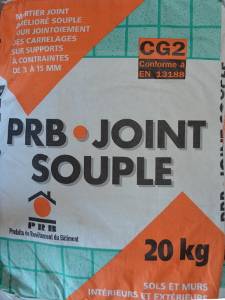 MORTIER JOINT
AMÉLIORÉ SOUPLE
POUR JOINTOIEMENT
DES CARRELAGES
SUR SUPPORTS
À CONTRAINTES
DE 3 À 15 MM
CG2
Conforme à
EN 13188
PRB • JOINT
SOUPLE
PRB
Produits de Revêtement du Bâtiment
20 kg
SOLS ET MURS
INTÉRIEURS ET EXTÉRIEURS